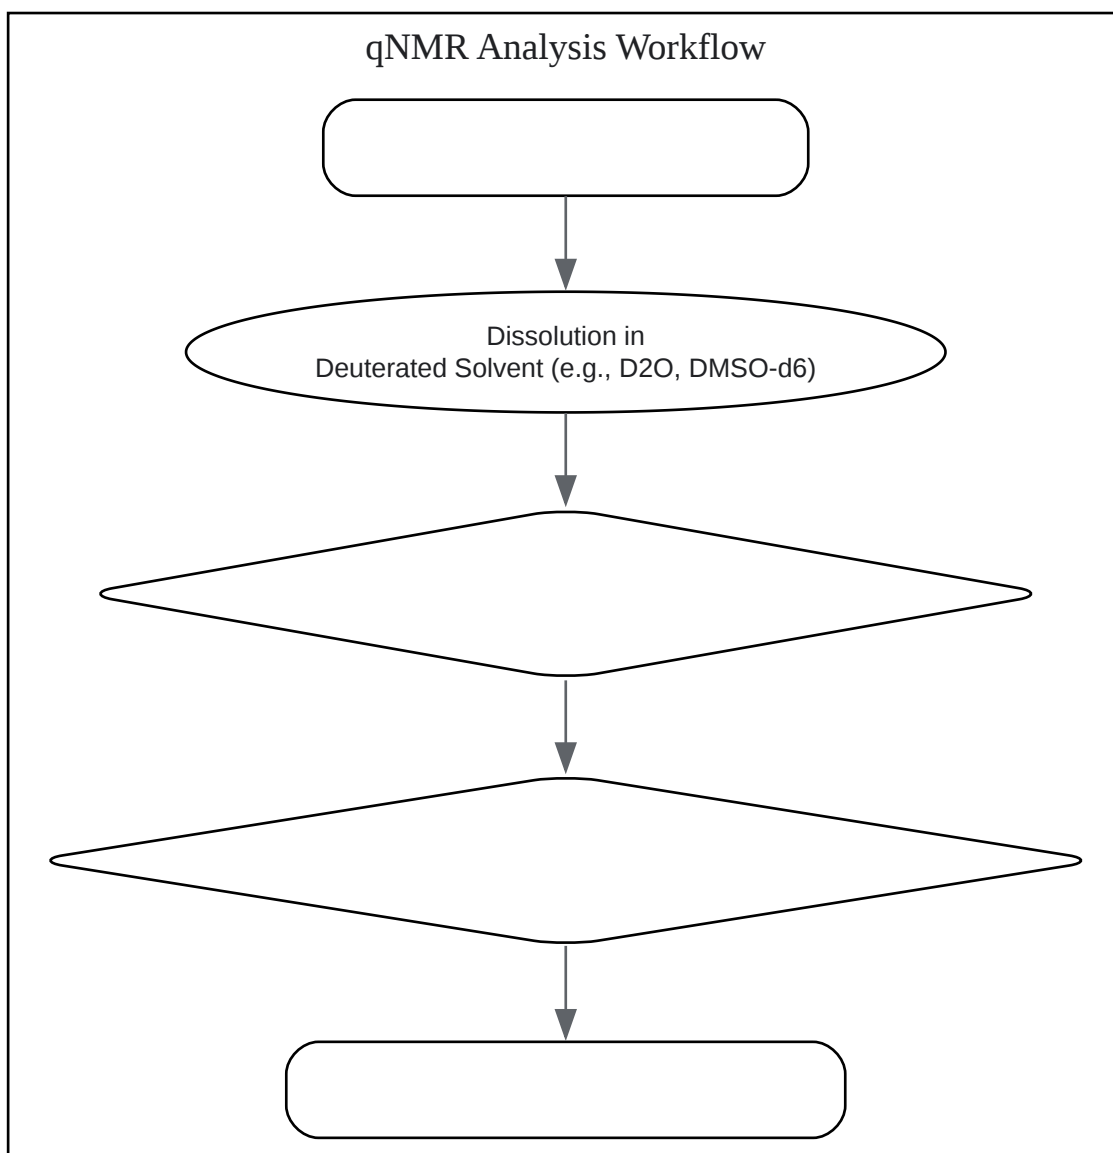 qNMR Analysis Workflow
Dissolution in
Deuterated Solvent (e.g., D2O, DMSO-d6)